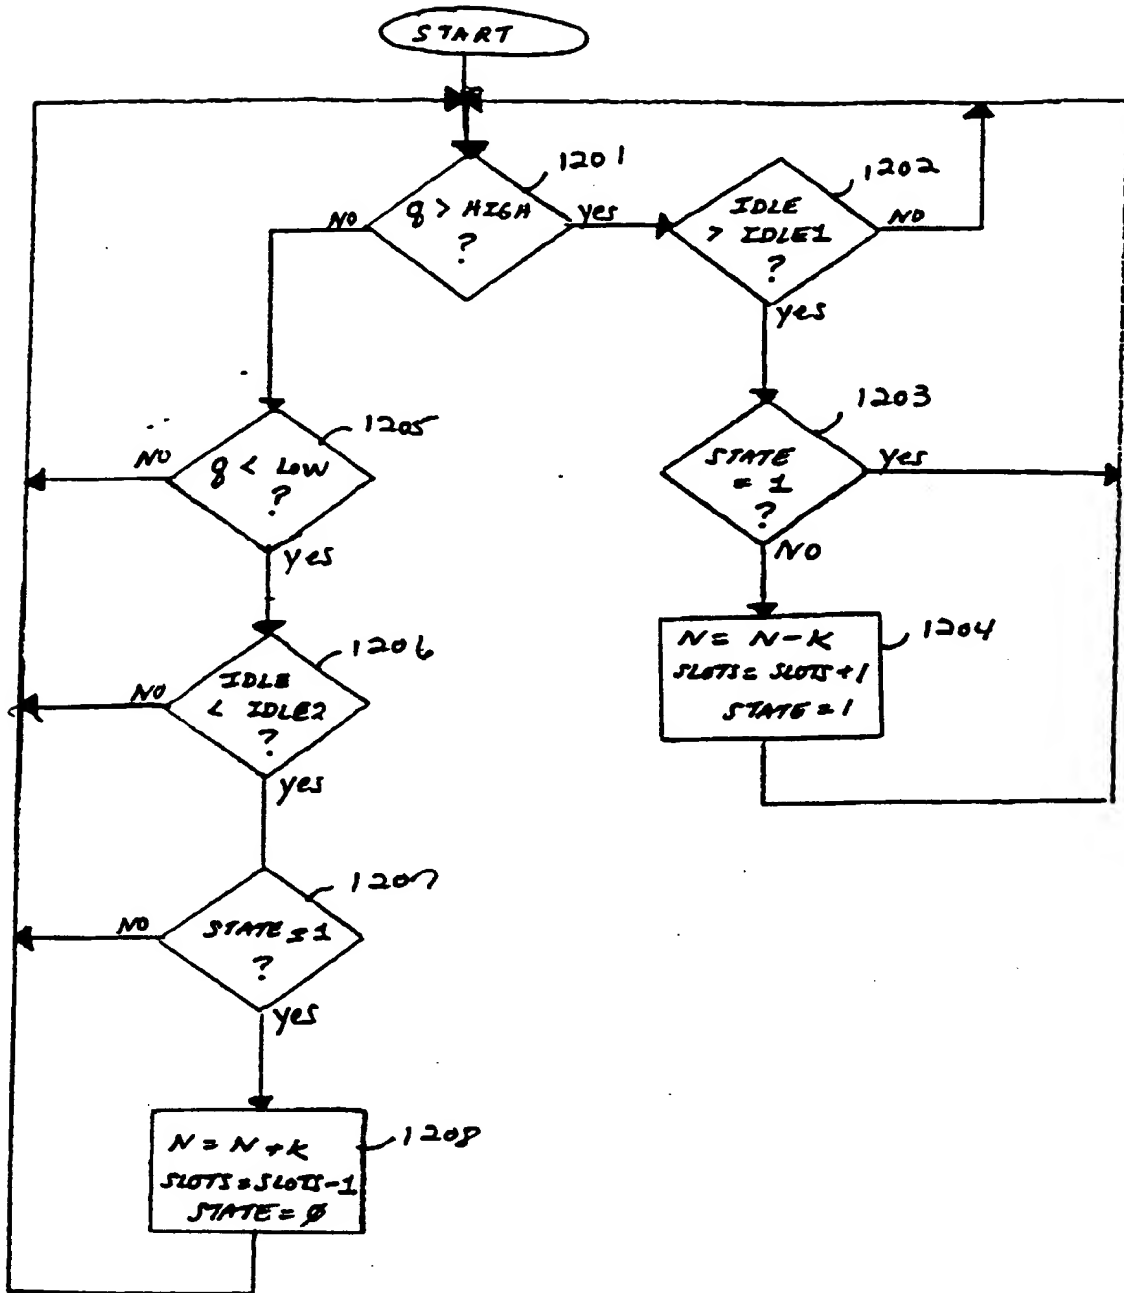 START
1201
q > HIGH
?
NO
yes
1202
IDLE
> IDLE1
?
NO
yes
1203
STATE
= 1
?
yes
NO
1204
N = N-K
SLOTS = SLOTS+1
STATE = 1
1205
q < LOW
?
NO
yes
1206
IDLE
< IDLE2
?
NO
yes
1207
STATE = 1
?
NO
yes
1208
N = N+K
SLOTS = SLOTS-1
STATE = Ø